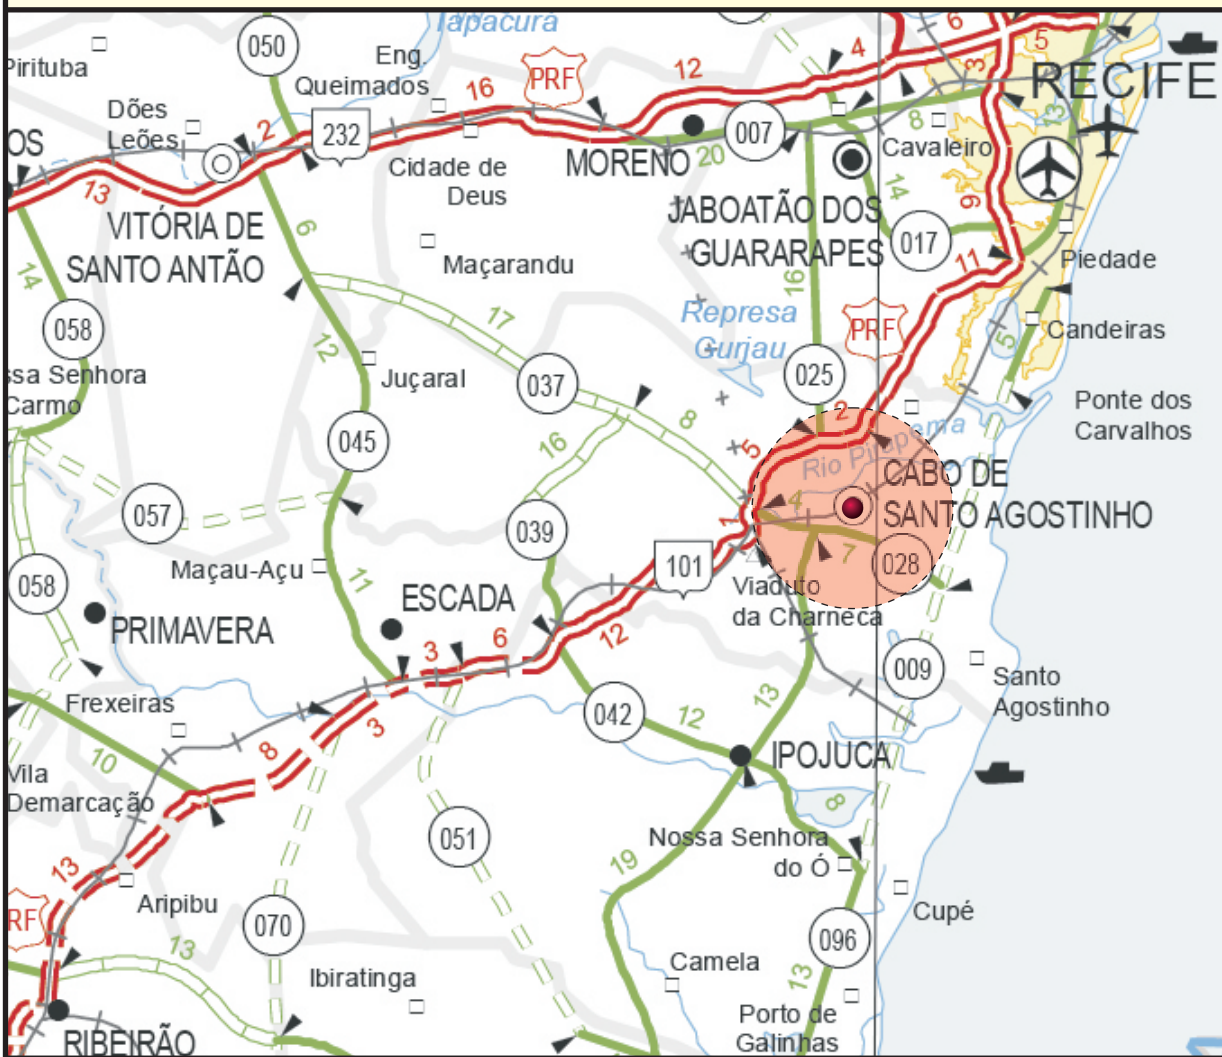 Tapacurá
050
6
4
5
Pirituba
Eng.
Queimados
16
PRF
12
3
RECIFE
Dões
Leões
2
232
007
8
13
OS
13
Cidade de
Deus
MORENO
20
Cavaleiro
VITÓRIA DE
SANTO ANTÃO
6
Maçarandu
JABOATÃO DOS
GUARARAPES
14
017
9
11
Piedade
14
058
17
Represa
Gurjau
16
PRF
Candeiras
5
ssa Senhora
Carmo
12
Juçaral
037
025
Ponte dos
Carvalhos
045
16
8
5
2
Rio Pirapema
CABO DE
SANTO AGOSTINHO
057
039
1
4
7
028
058
Maçau-Açu
11
ESCADA
101
Viaduto
da Charneca
PRIMAVERA
3
6
12
009
Santo
Agostinho
Frexeiras
3
042
12
13
IPOJUCA
10
8
Vila
Demarcação
051
8
Nossa Senhora
do Ó
19
13
RF
Aripibu
070
Cupé
096
13
Ibiratinga
Camela
13
Porto de
Galinhas
RIBEIRÃO